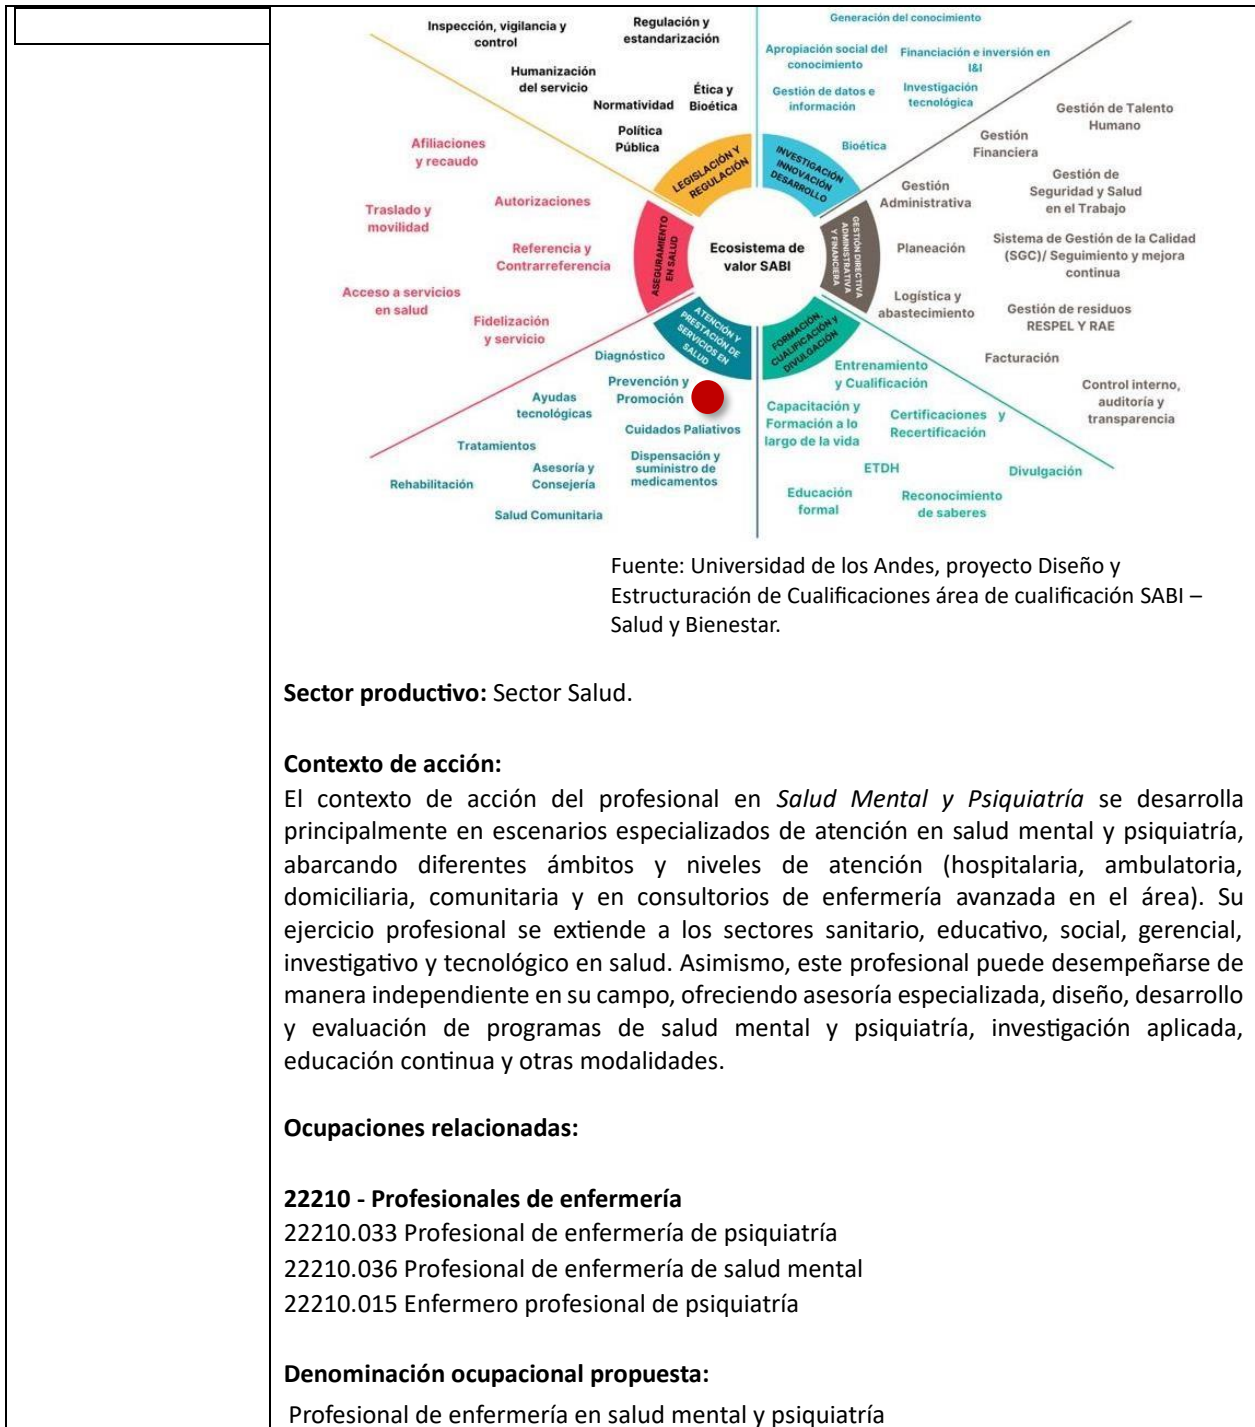 Inspección, vigilancia y
control
Regulación y
estandarización
Humanización
del servicio
Normatividad
Ética y
Bioética
Política
Pública
Generación del conocimiento
Apropiación social del
conocimiento
Financiación e inversión en
I&I
Gestión de datos e
información
Investigación
tecnológica
Bioética
Gestión de Talento
Humano
Gestión
Financiera
Gestión de
Seguridad y Salud
en el Trabajo
Gestión
Administrativa
Planeación
Sistema de Gestión de la Calidad
(SGC)/ Seguimiento y mejora
continua
Logística y
abastecimiento
Gestión de residuos
RESPEL Y RAE
Facturación
Control interno,
auditoría y
transparencia
Afiliaciones
y recaudo
Autorizaciones
Traslado y
movilidad
Referencia y
Contrarreferencia
Acceso a servicios
en salud
Fidelización
y servicio
LEGISLACIÓN Y
REGULACIÓN
INVESTIGACIÓN
INNOVACIÓN
DESARROLLO
GESTIÓN DIRECTIVA
ADMINISTRATIVA
Y FINANCIERA
FORMACIÓN,
CUALIFICACIÓN y
DIVULGACIÓN
ATENCIÓN Y
PRESTACIÓN DE
SERVICIOS EN
SALUD
ASEGURAMIENTO
EN SALUD
Ecosistema de
valor SABI
Diagnóstico
Prevención y
Promoción
Ayudas
tecnológicas
Cuidados Paliativos
Tratamientos
Asesoría y
Consejería
Dispensación y
suministro de
medicamentos
Rehabilitación
Salud Comunitaria
Entrenamiento
y Cualificación
Capacitación y
Formación a lo
largo de la vida
Certificaciones y
Recertificación
ETDH
Divulgación
Educación
formal
Reconocimiento
de saberes
Fuente: Universidad de los Andes, proyecto Diseño y
Estructuración de Cualificaciones área de cualificación SABI –
Salud y Bienestar.
Sector productivo: Sector Salud.
Contexto de acción:
El contexto de acción del profesional en Salud Mental y Psiquiatría se desarrolla
principalmente en escenarios especializados de atención en salud mental y psiquiatría,
abarcando diferentes ámbitos y niveles de atención (hospitalaria, ambulatoria,
domiciliaria, comunitaria y en consultorios de enfermería avanzada en el área). Su
ejercicio profesional se extiende a los sectores sanitario, educativo, social, gerencial,
investigativo y tecnológico en salud. Asimismo, este profesional puede desempeñarse de
manera independiente en su campo, ofreciendo asesoría especializada, diseño, desarrollo
y evaluación de programas de salud mental y psiquiatría, investigación aplicada,
educación continua y otras modalidades.
Ocupaciones relacionadas:
22210 - Profesionales de enfermería
22210.033 Profesional de enfermería de psiquiatría
22210.036 Profesional de enfermería de salud mental
22210.015 Enfermero profesional de psiquiatría
Denominación ocupacional propuesta:
Profesional de enfermería en salud mental y psiquiatría